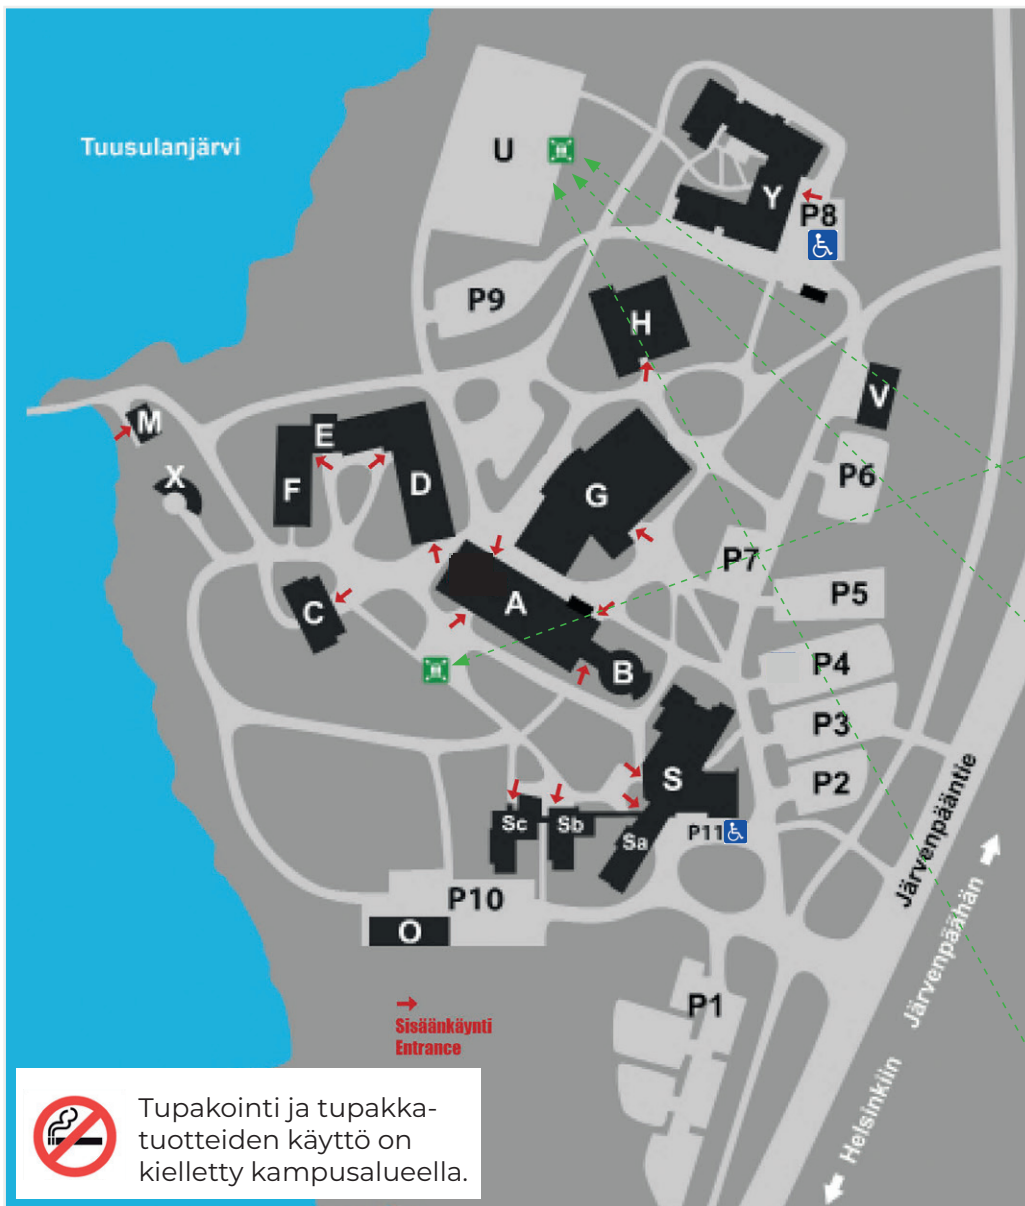 Tuusulanjärvi
U
Y
P8
P9
H
V
M
E
X
F
D
G
P6
P7
C
A
P5
B
P4
P3
S
P2
Sc
Sb
Sa
P11
P10
O
Järvenpääntie
Järvenpäähän
P1
Sisäänkäynti
Entrance
Helsinkiin
Tupakointi ja tupakka-
tuotteiden käyttö on
kielletty kampusalueella.